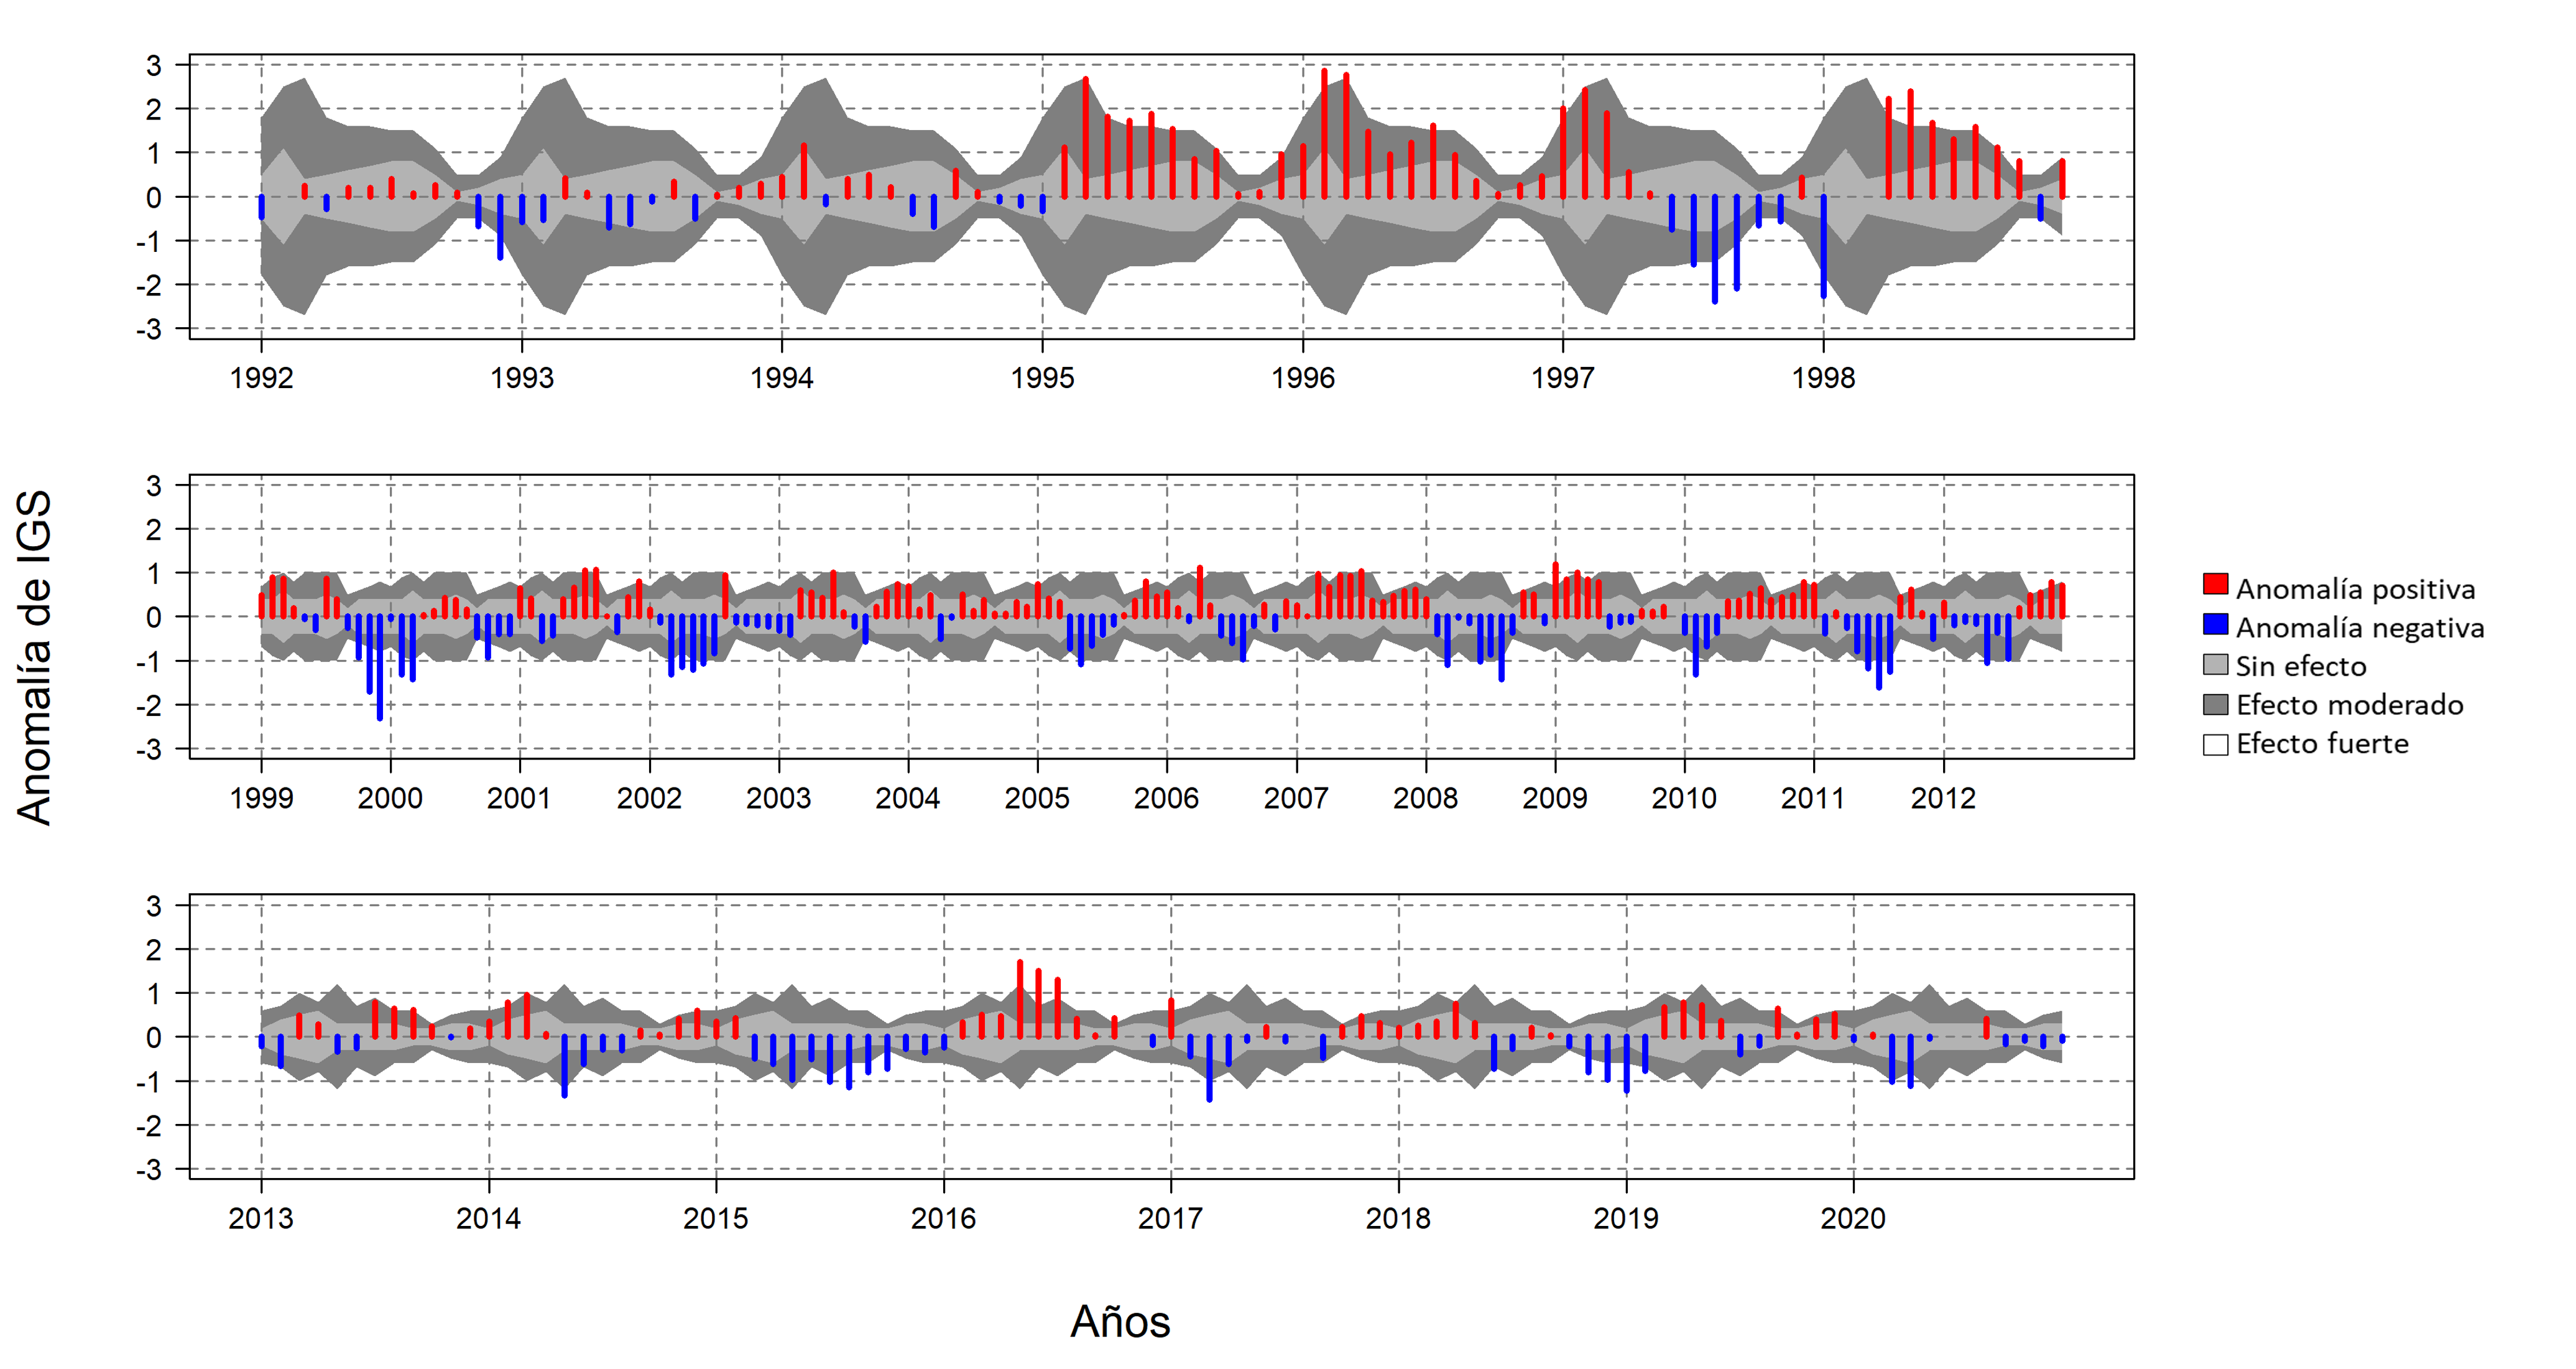 3
2
1
0
-1
-2
-3
1992 1993 1994 1995 1996 1997 1998
Anomalía de IGS
3
2
1
0
-1
-2
-3
1999 2000 2001 2002 2003 2004 2005 2006 2007 2008 2009 2010 2011 2012
Anomalía positiva
Anomalía negativa
Sin efecto
Efecto moderado
Efecto fuerte
3
2
1
0
-1
-2
-3
2013 2014 2015 2016 2017 2018 2019 2020
Años